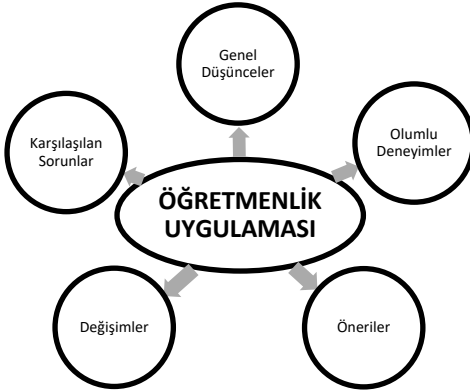 Genel
Düşünceler
Karşılaşılan
Sorunlar
Olumlu
Deneyimler
ÖĞRETMENLİK
UYGULAMASI
Değişimler
Öneriler